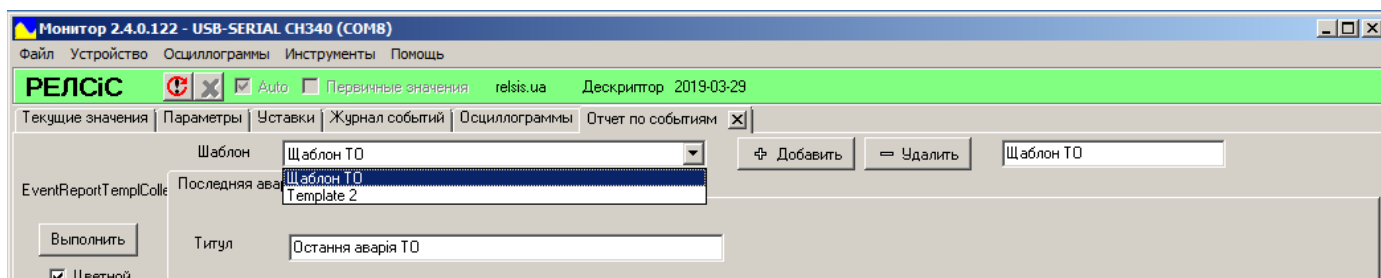 Монитор 2.4.0.122 - USB-SERIAL CH340 (COM8)
Файл Устройство Осциллограммы Инструменты Помощь
РЕЛСіС Auto Первичные значения relsis.ua Дескриптор 2019-03-29
Текущие значения Параметры Уставки Журнал событий Осциллограммы Отчет по событиям
Шаблон Щаблон ТО Добавить Удалить Щаблон ТО
Щаблон ТО
EventReportTemplColle Последняя ава
Template 2
Выполнить Титул Остання аварія ТО
Цветной